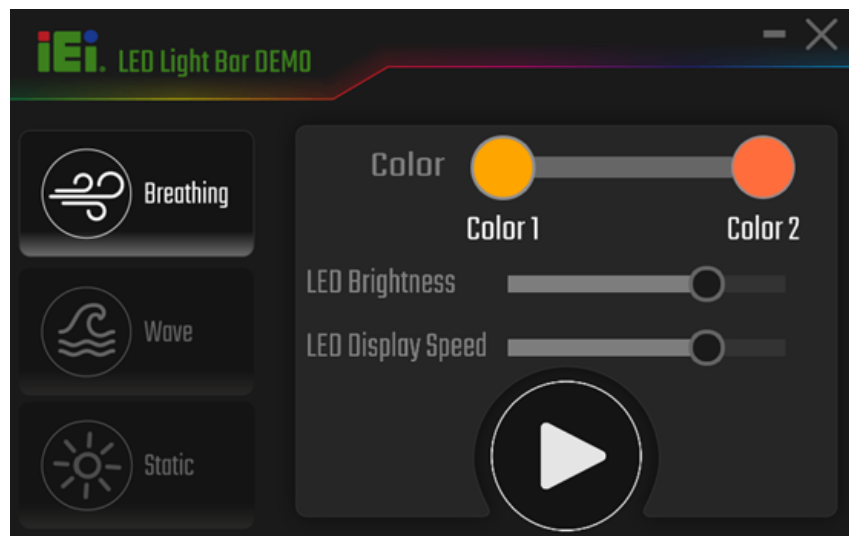 iEi. LED Light Bar DEMO
Breathing
Wave
Static
Color
Color 1
Color 2
LED Brightness
LED Display Speed